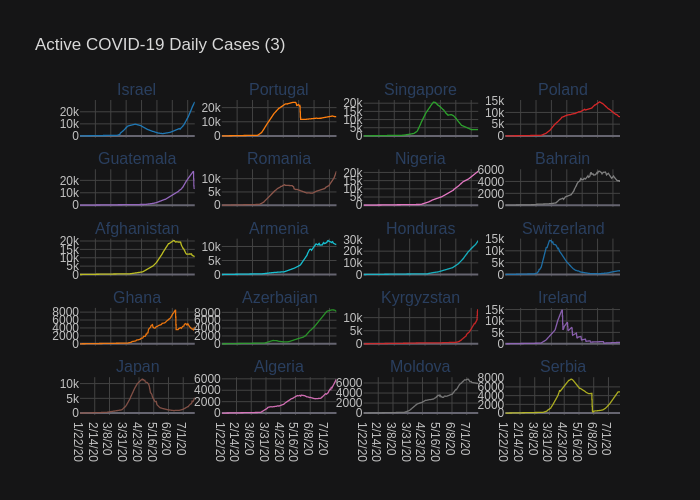 Active COVID-19 Daily Cases (3)
Israel Portugal Singapore Poland
20k 10k 0 20k 10k 0 20k 15k 10k 5k 0 15k 10k 5k 0
Guatemala Romania Nigeria Bahrain
20k 10k 0 10k 5k 0 20k 15k 10k 5k 0 6000 4000 2000 0
Afghanistan Armenia Honduras Switzerland
20k 15k 10k 5k 0 10k 5k 0 30k 20k 10k 0 15k 10k 5k 0
Ghana Azerbaijan Kyrgyzstan Ireland
8000 6000 4000 2000 0 8000 6000 4000 2000 0 10k 5k 0 15k 10k 5k 0
Japan Algeria Moldova Serbia
10k 5k 0 6000 4000 2000 0 6000 4000 2000 0 8000 6000 4000 2000 0
1/22/20 2/14/20 3/8/20 3/31/20 4/23/20 5/16/20 6/8/20 7/1/20 1/22/20 2/14/20 3/8/20 3/31/20 4/23/20 5/16/20 6/8/20 7/1/20 1/22/20 2/14/20 3/8/20 3/31/20 4/23/20 5/16/20 6/8/20 7/1/20 1/22/20 2/14/20 3/8/20 3/31/20 4/23/20 5/16/20 6/8/20 7/1/20